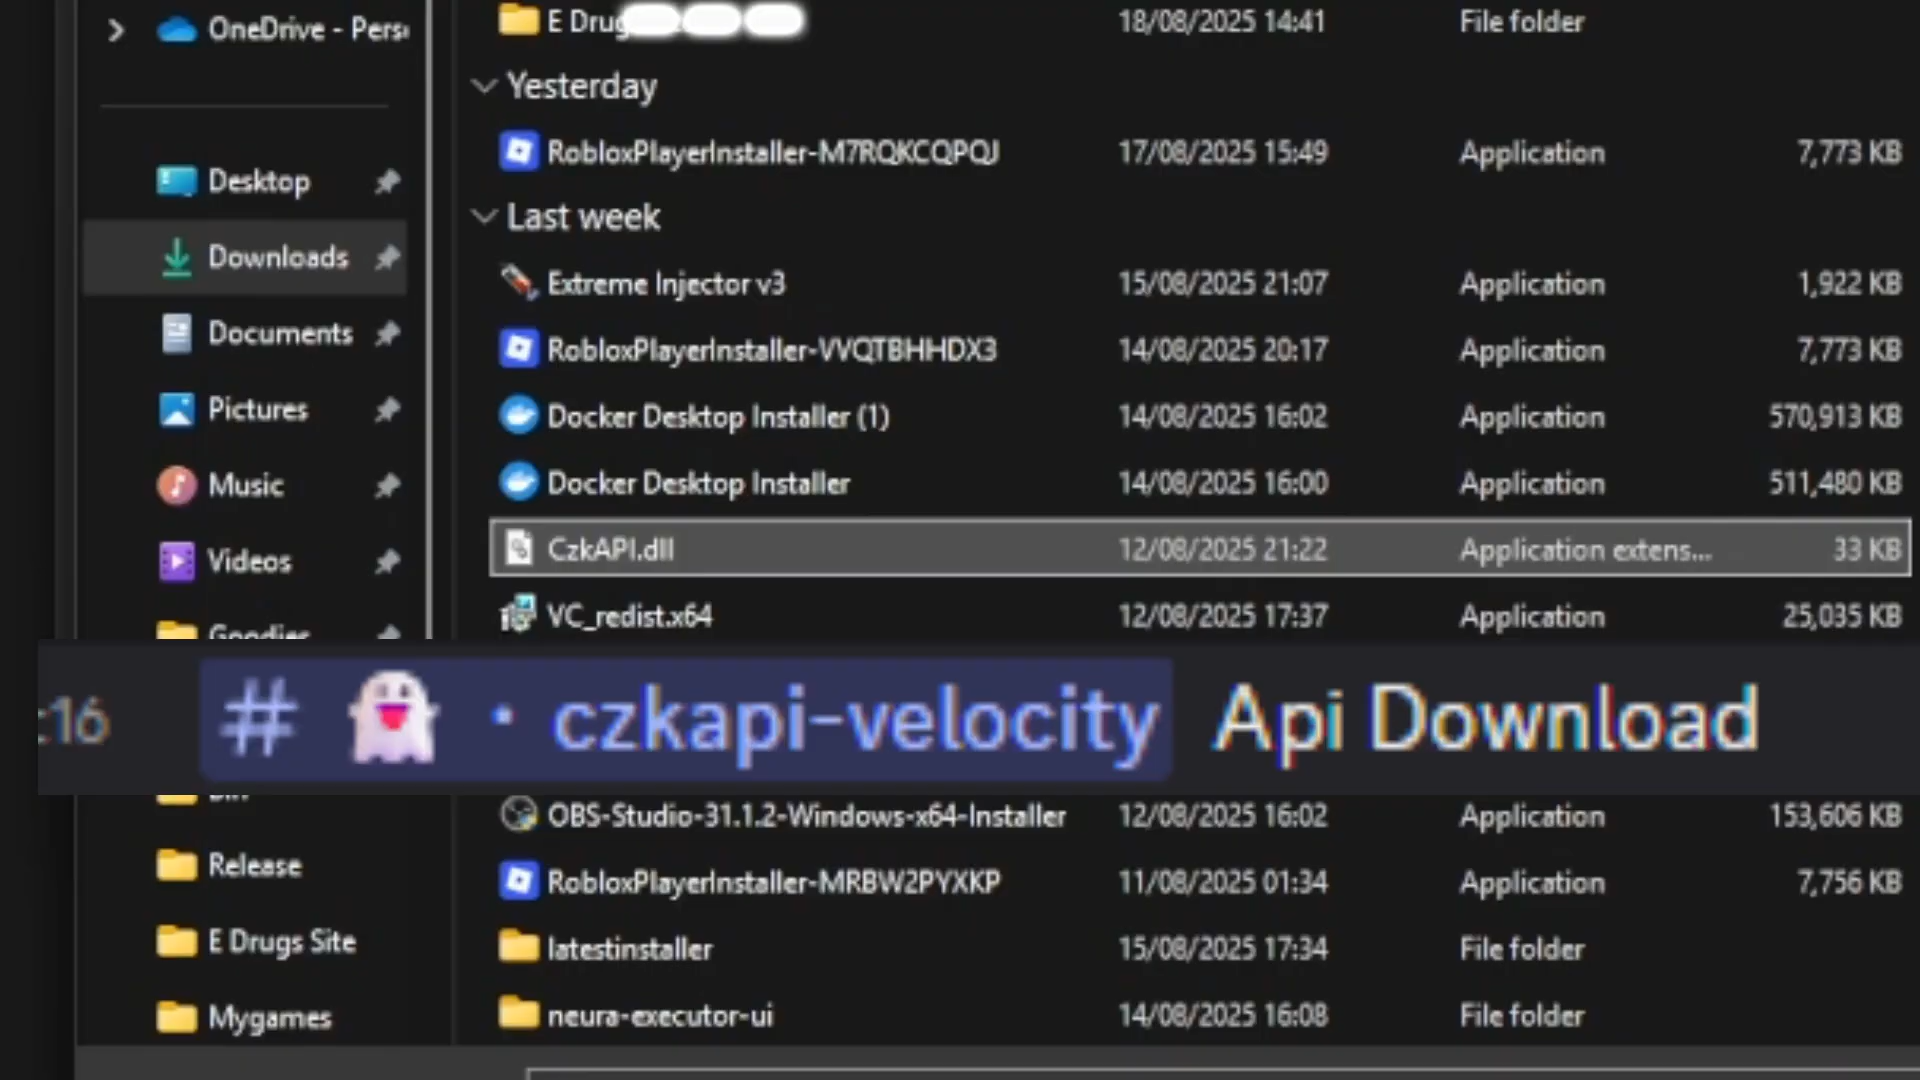 OneDrive - Pers
E Drug 18/08/2025 14:41 File folder
Yesterday
RobloxPlayerInstaller-M7RQKCQPQJ 17/08/2025 15:49 Application 7,773 KB
Desktop
Last week
Downloads
Extreme Injector v3 15/08/2025 21:07 Application 1,922 KB
Documents
RobloxPlayerInstaller-VVQTBHHDX3 14/08/2025 20:17 Application 7,773 KB
Pictures
Docker Desktop Installer (1) 14/08/2025 16:02 Application 570,913 KB
Music
Docker Desktop Installer 14/08/2025 16:00 Application 511,480 KB
Videos
CzkAPI.dll 12/08/2025 21:22 Application extens... 33 KB
Goodies
VC_redist.x64 12/08/2025 17:37 Application 25,035 KB
:16 # 👻 · czkapi-velocity Api Download
OBS-Studio-31.1.2-Windows-x64-Installer 12/08/2025 16:02 Application 153,606 KB
Release
RobloxPlayerInstaller-MRBW2PYXKP 11/08/2025 01:34 Application 7,756 KB
E Drugs Site
latestinstaller 15/08/2025 17:34 File folder
Mygames
neura-executor-ui 14/08/2025 16:08 File folder